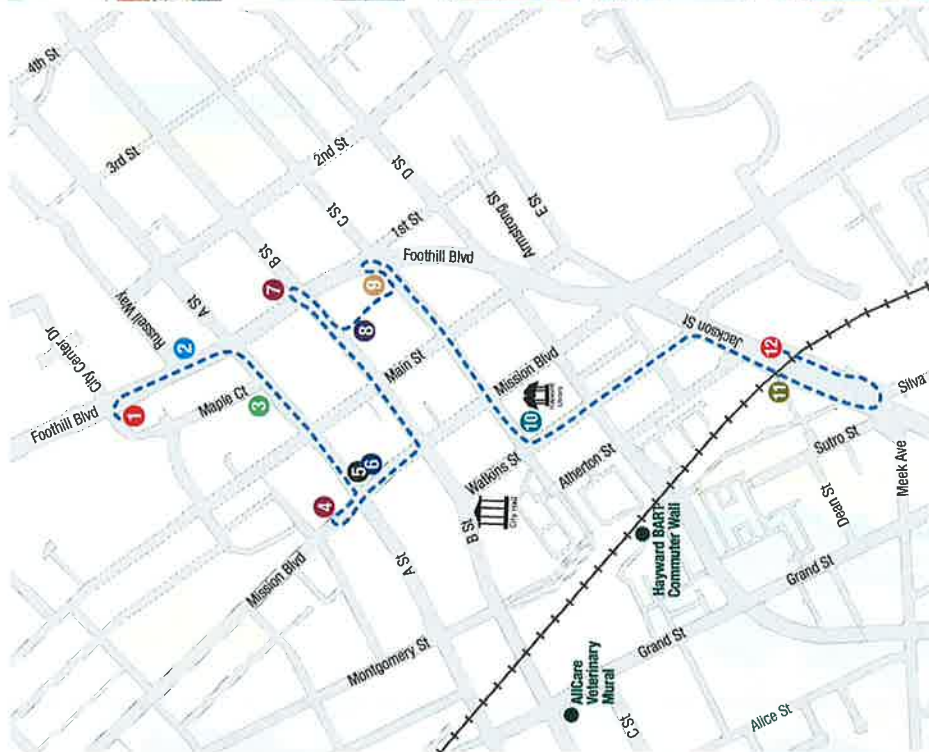 4th St
3rd St
2nd St
D St
City Center Dr
Russell Way
A St
B St
C St
1st St
Armstrong St
E St
Foothill Blvd
Foothill Blvd
Maple Ct
Main St
Mission Blvd
Jackson St
1
2
3
4
5
6
7
8
9
10
11
12
Watkins St
Atherton St
City Hall
B St
Sutro St
Silva
Meek Ave
Dean St
Mission Blvd
A St
Hayward BART
Commuter Wall
Grand St
Montgomery St
Grand St
AllCare
Veterinary
Mural
C St
Alice St